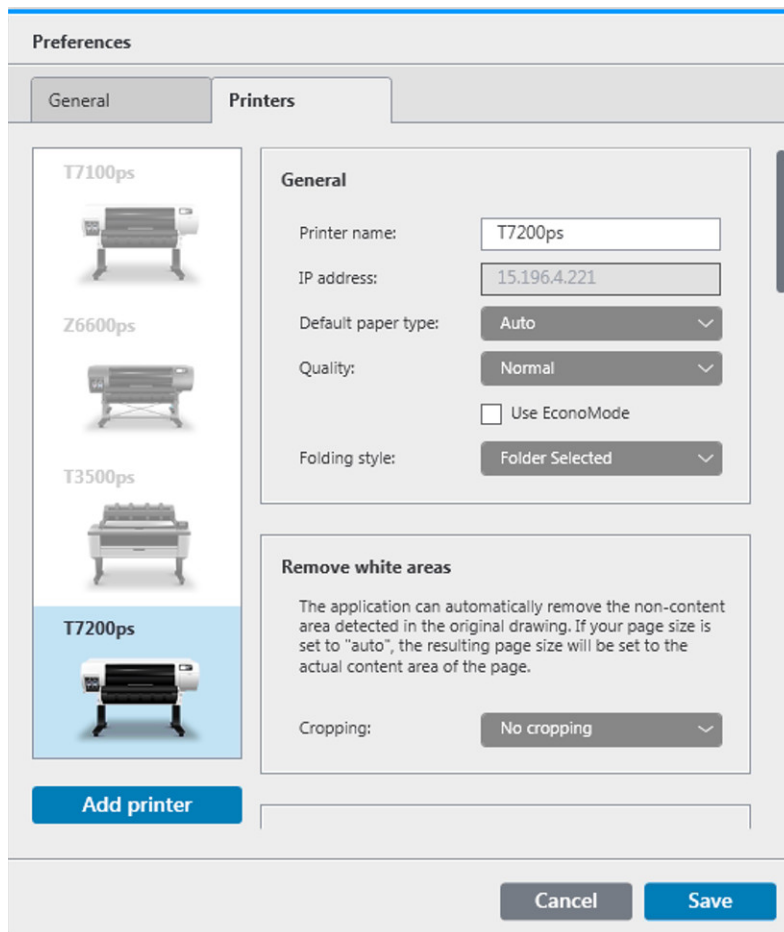 Preferences
General
Printers
T7100ps
Z6600ps
T3500ps
T7200ps
Add printer
General
Printer name:
T7200ps
IP address:
15.196.4.221
Default paper type:
Auto
Quality:
Normal
Use EconoMode
Folding style:
Folder Selected
Remove white areas
The application can automatically remove the non-content
area detected in the original drawing. If your page size is
set to "auto", the resulting page size will be set to the
actual content area of the page.
Cropping:
No cropping
Cancel
Save